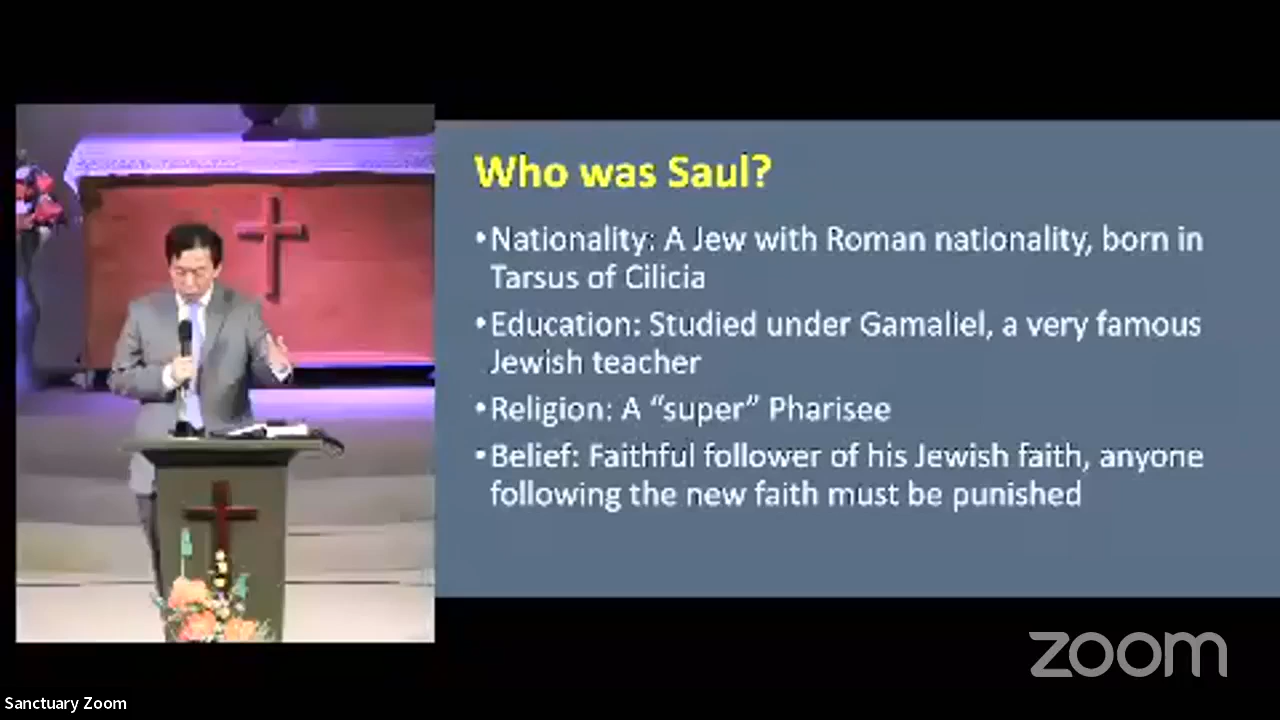 Who was Saul?
•Nationality: A Jew with Roman nationality, born in
Tarsus of Cilicia
•Education: Studied under Gamaliel, a very famous
Jewish teacher
•Religion: A “super” Pharisee
•Belief: Faithful follower of his Jewish faith, anyone
following the new faith must be punished
zoom
Sanctuary Zoom